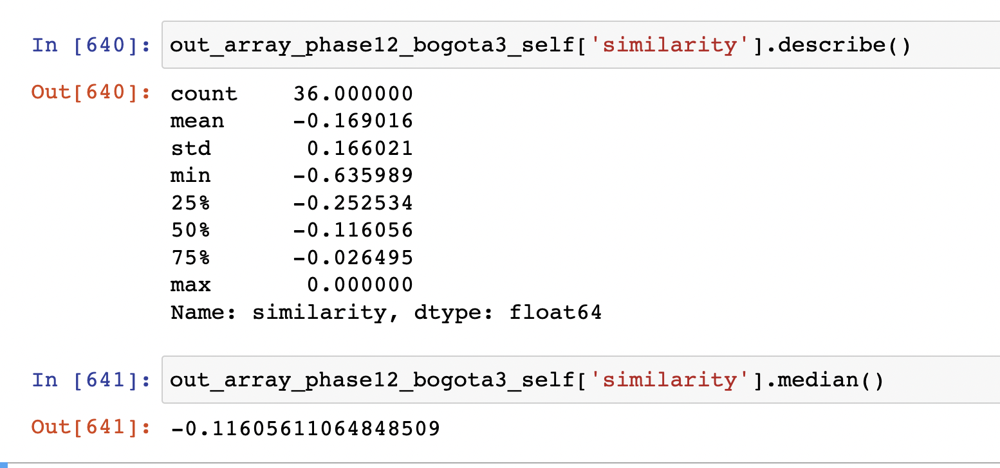 In [640]: out_array_phase12_bogota3_self['similarity'].describe()
Out[640]: count    36.000000
mean     -0.169016
std       0.166021
min      -0.635989
25%      -0.252534
50%      -0.116056
75%      -0.026495
max       0.000000
Name: similarity, dtype: float64
In [641]: out_array_phase12_bogota3_self['similarity'].median()
Out[641]: -0.11605611064848509